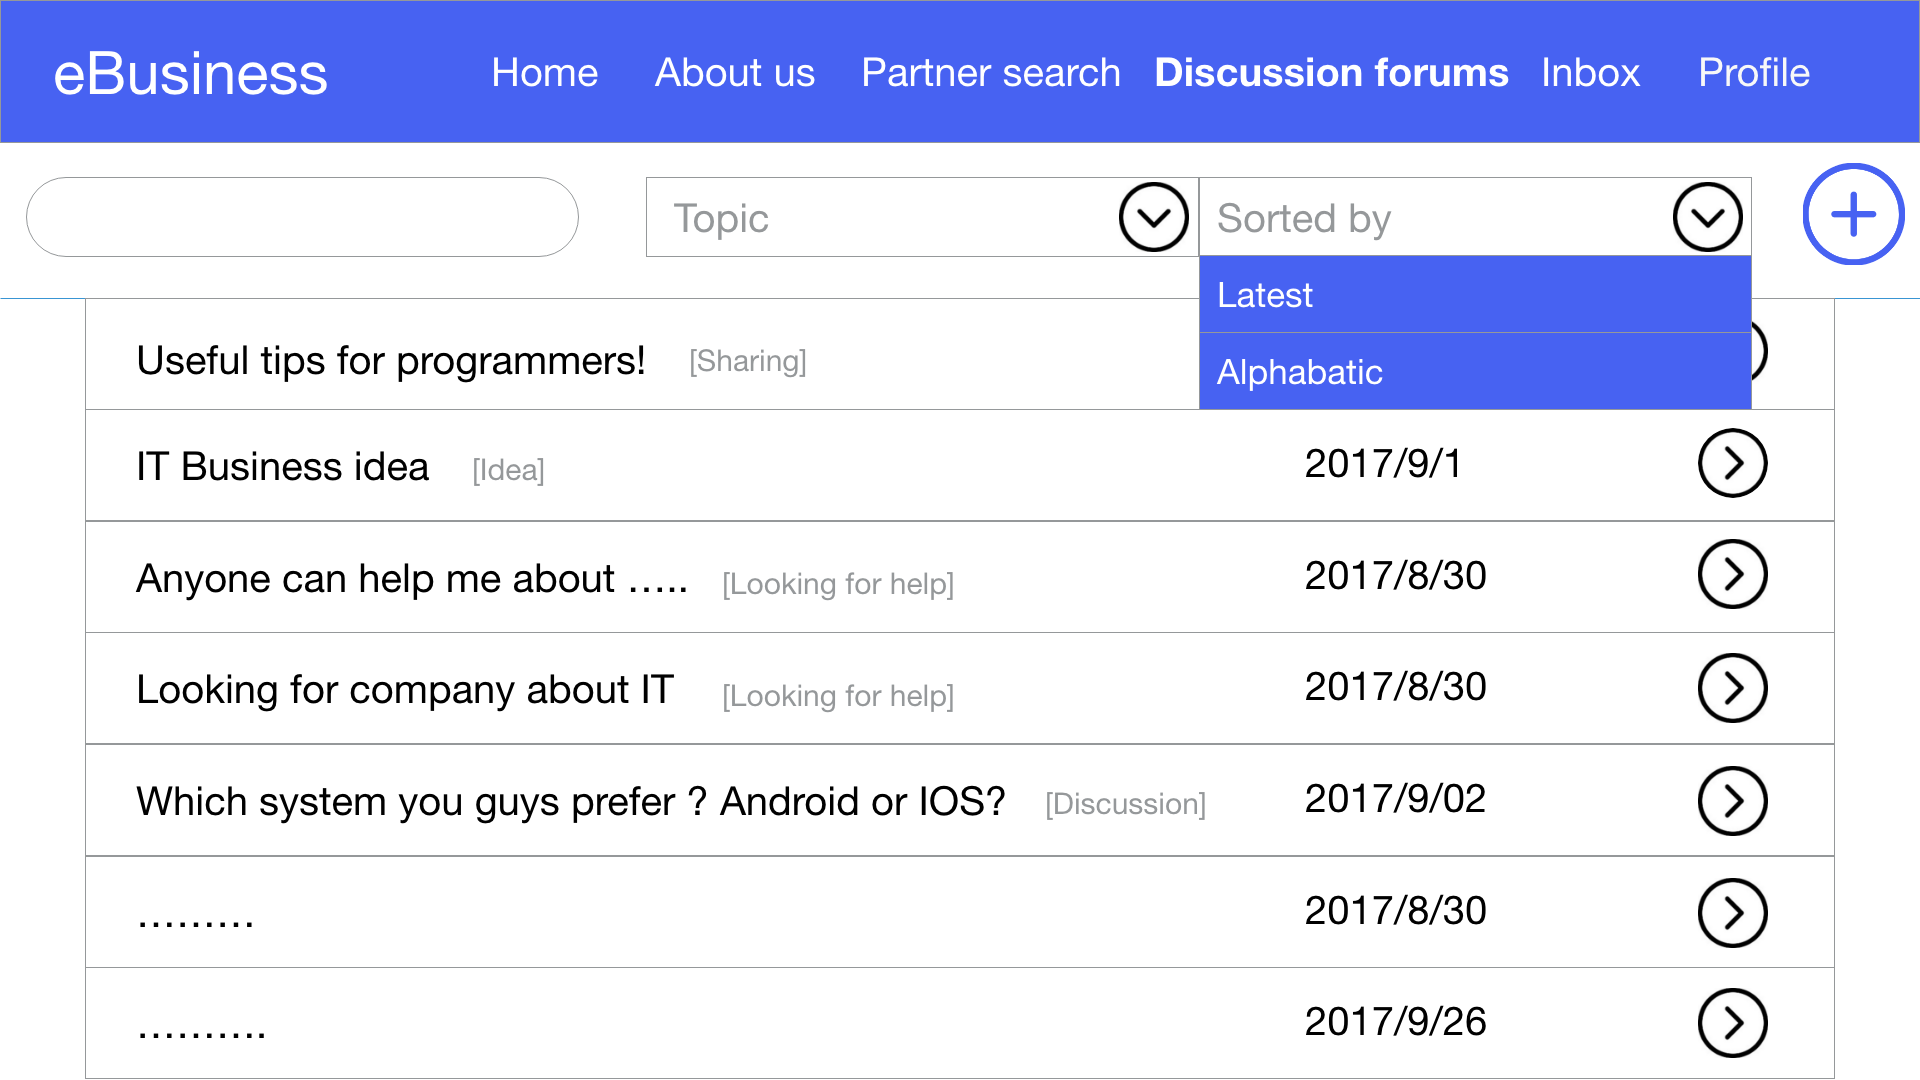 eBusiness Home About us Partner search Discussion forums Inbox Profile
Topic Sorted by
Latest
Useful tips for programmers! [Sharing]
Alphabatic
IT Business idea [Idea] 2017/9/1
Anyone can help me about ..... [Looking for help] 2017/8/30
Looking for company about IT [Looking for help] 2017/8/30
Which system you guys prefer ? Android or IOS? [Discussion] 2017/9/02
......... 2017/8/30
.......... 2017/9/26